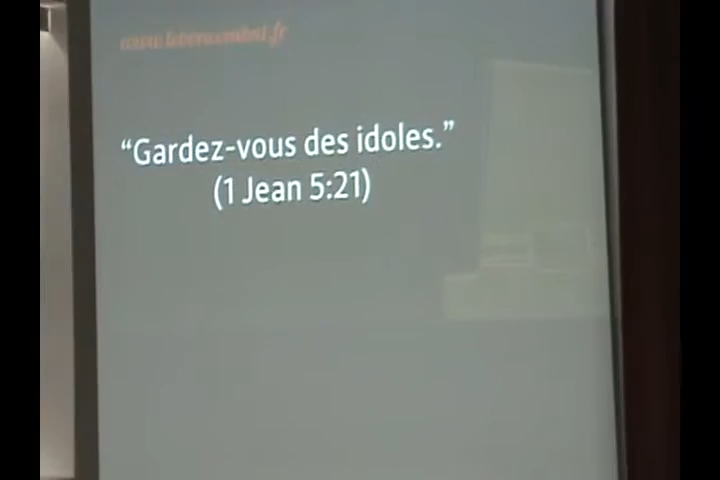 “Gardez-vous des idoles.”
(1 Jean 5:21)